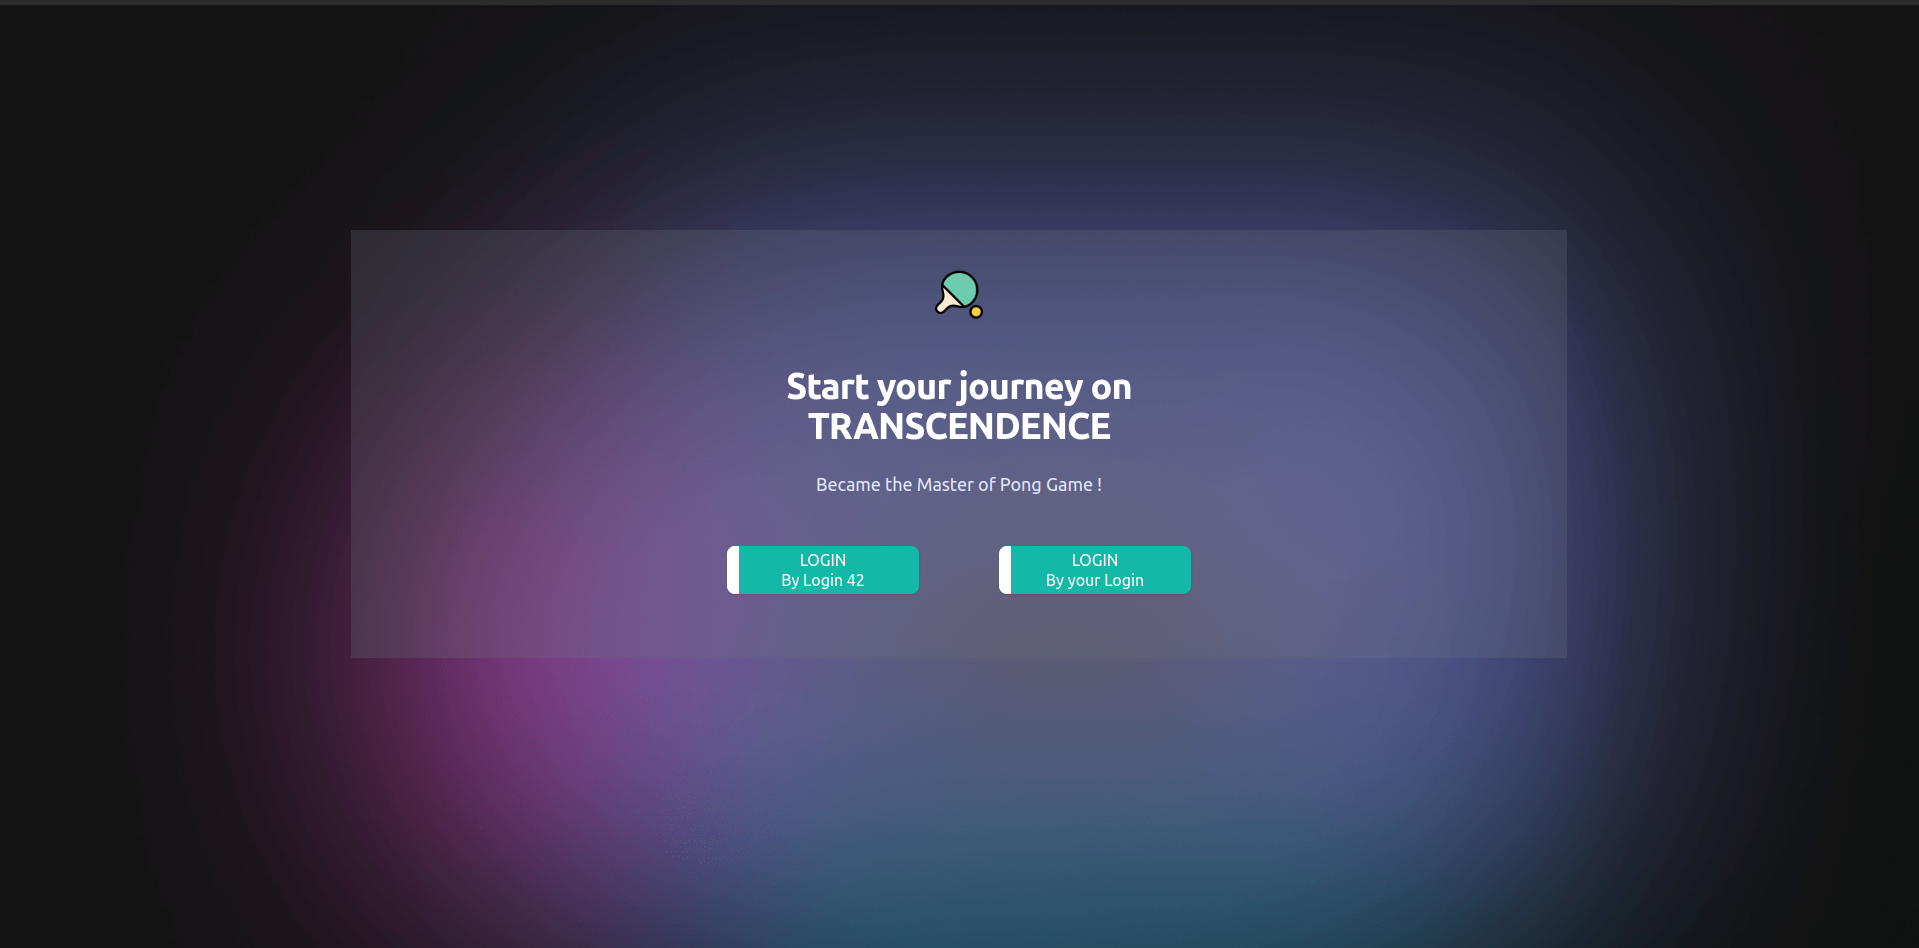 Start your journey on
TRANSCENDENCE
Became the Master of Pong Game !
LOGIN
By Login 42
LOGIN
By your Login